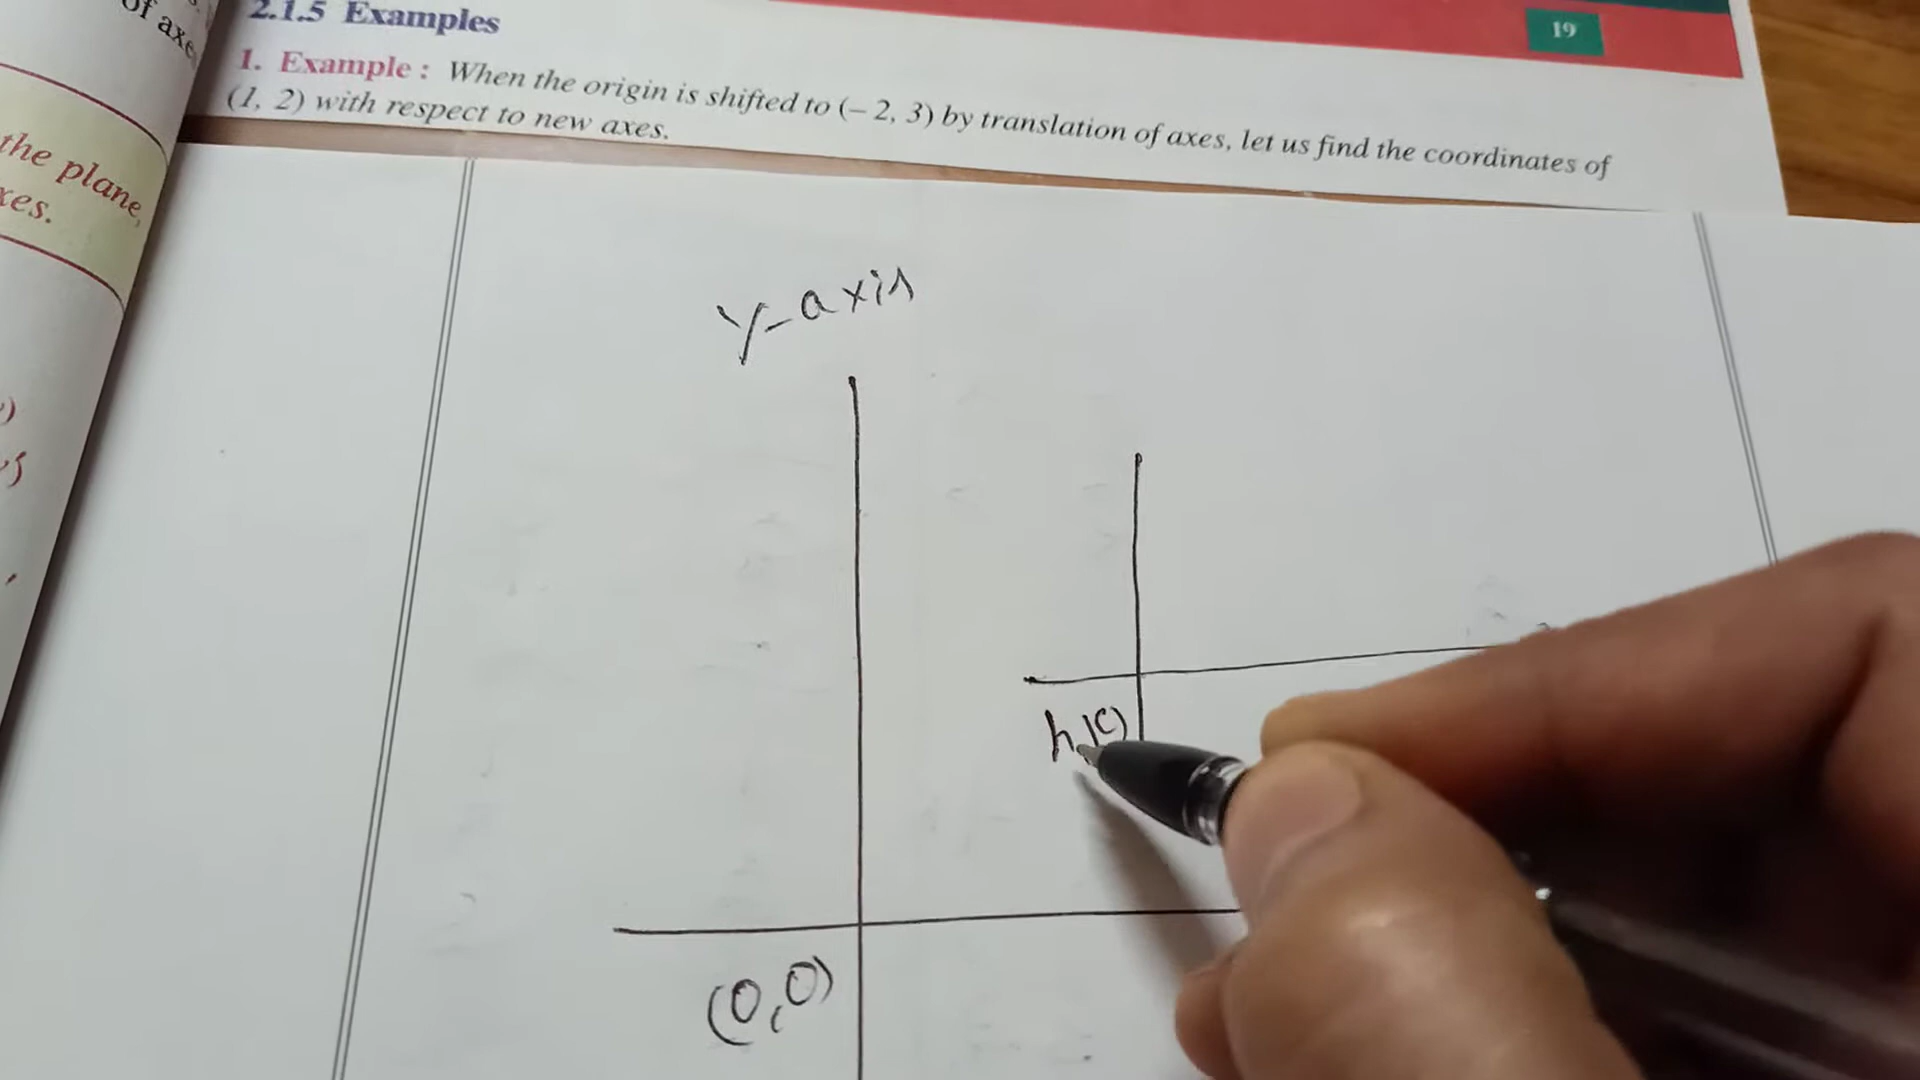 of axe
the plane,
xes.
19
2.1.5 Examples
1. Example : When the origin is shifted to (– 2, 3) by translation of axes, let us find the coordinates of
(1, 2) with respect to new axes.
Y-axis
h,k)
(0,0)